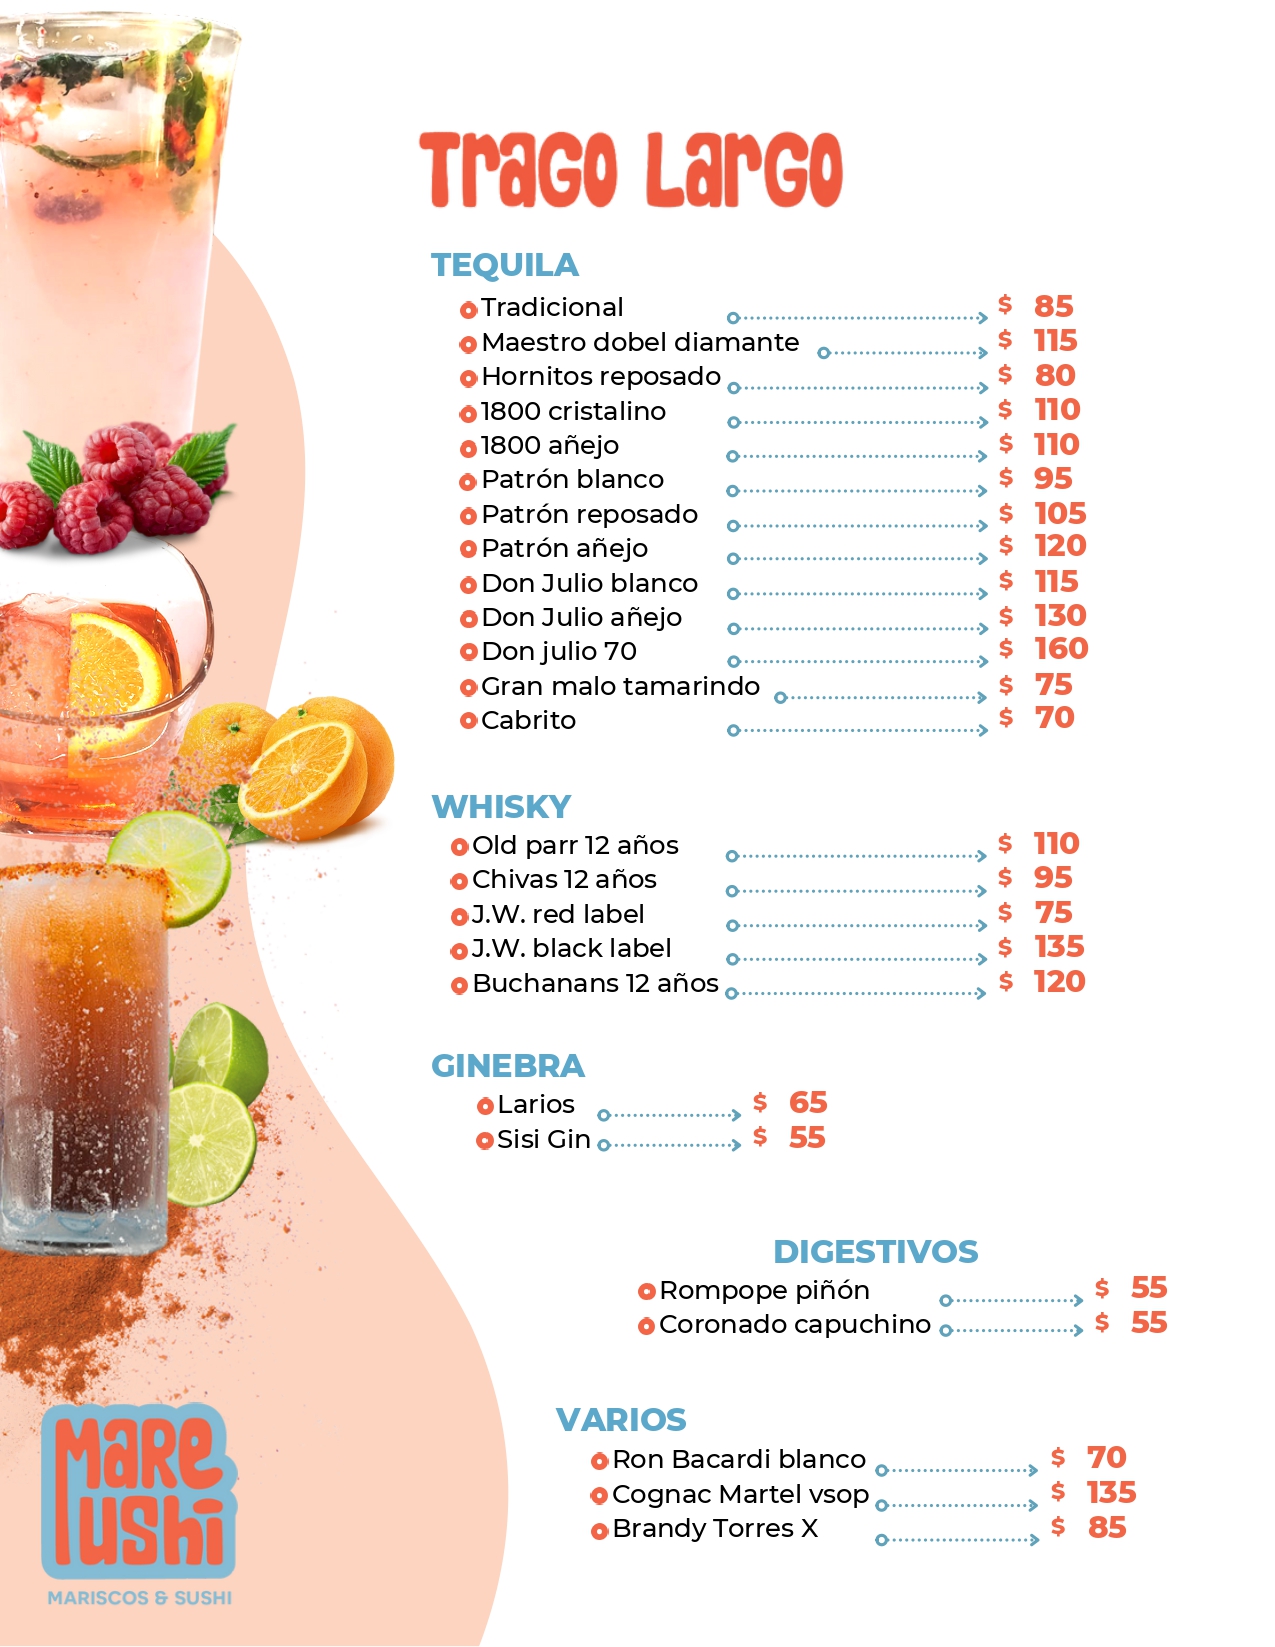 Trago Largo
TEQUILA
Tradicional $ 85
Maestro dobel diamante $ 115
Hornitos reposado $ 80
1800 cristalino $ 110
1800 añejo $ 110
Patrón blanco $ 95
Patrón reposado $ 105
Patrón añejo $ 120
Don Julio blanco $ 115
Don Julio añejo $ 130
Don julio 70 $ 160
Gran malo tamarindo $ 75
Cabrito $ 70
WHISKY
Old parr 12 años $ 110
Chivas 12 años $ 95
J.W. red label $ 75
J.W. black label $ 135
Buchanans 12 años $ 120
GINEBRA
Larios $ 65
Sisi Gin $ 55
DIGESTIVOS
Rompope piñón $ 55
Coronado capuchino $ 55
VARIOS
Ron Bacardi blanco $ 70
Cognac Martel vsop $ 135
Brandy Torres X $ 85
Mare
ushi
MARISCOS & SUSHI